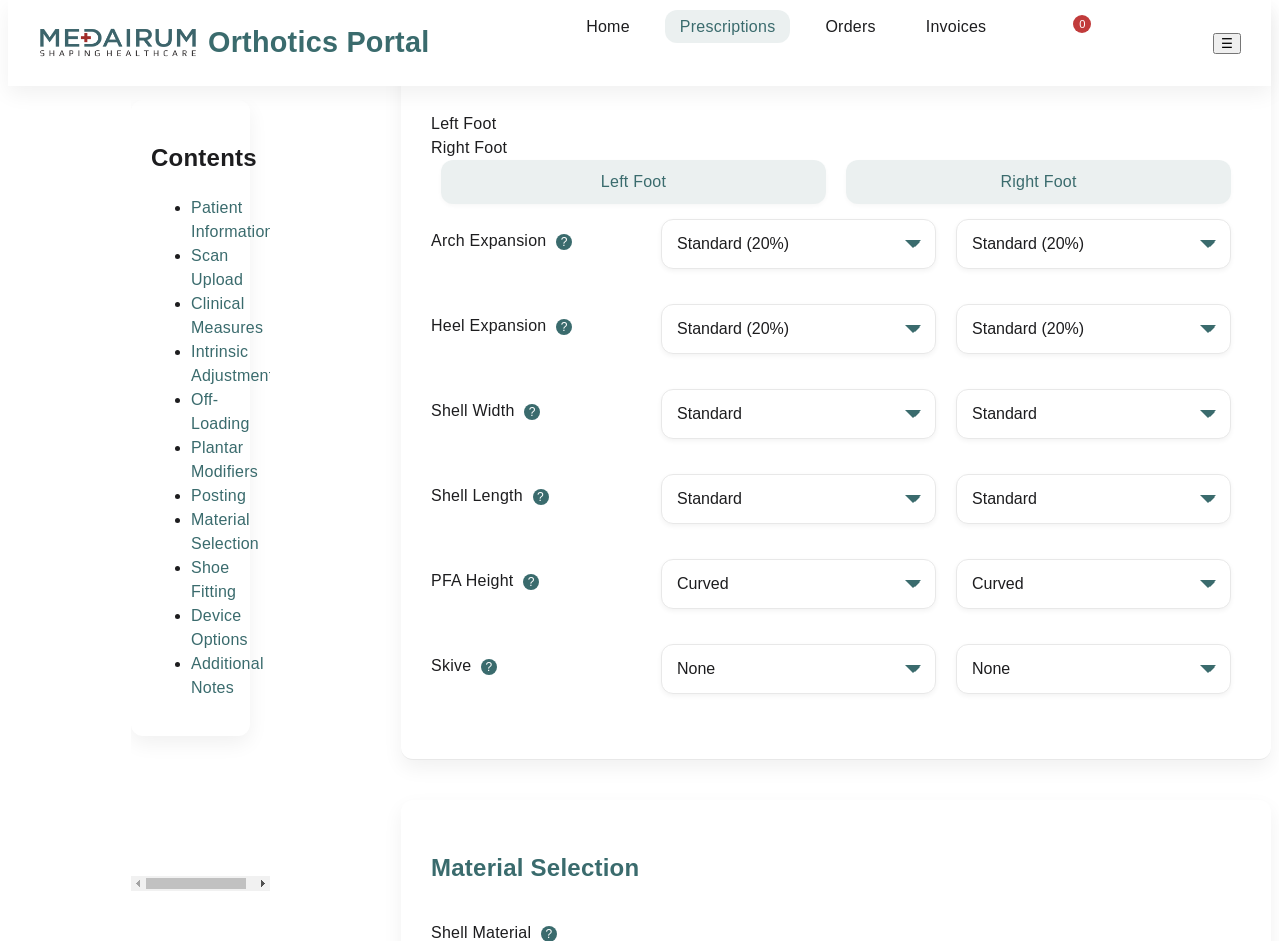 MEDAIRUM
SHAPING HEALTHCARE
Orthotics Portal
Home
Prescriptions
Orders
Invoices
0
☰
Contents
Patient
Information
Scan
Upload
Clinical
Measures
Intrinsic
Adjustment
Off-
Loading
Plantar
Modifiers
Posting
Material
Selection
Shoe
Fitting
Device
Options
Additional
Notes
Left Foot
Right Foot
Left Foot Right Foot
Arch Expansion ? Standard (20%) Standard (20%)
Heel Expansion ? Standard (20%) Standard (20%)
Shell Width ? Standard Standard
Shell Length ? Standard Standard
PFA Height ? Curved Curved
Skive ? None None
Material Selection
Shell Material ?